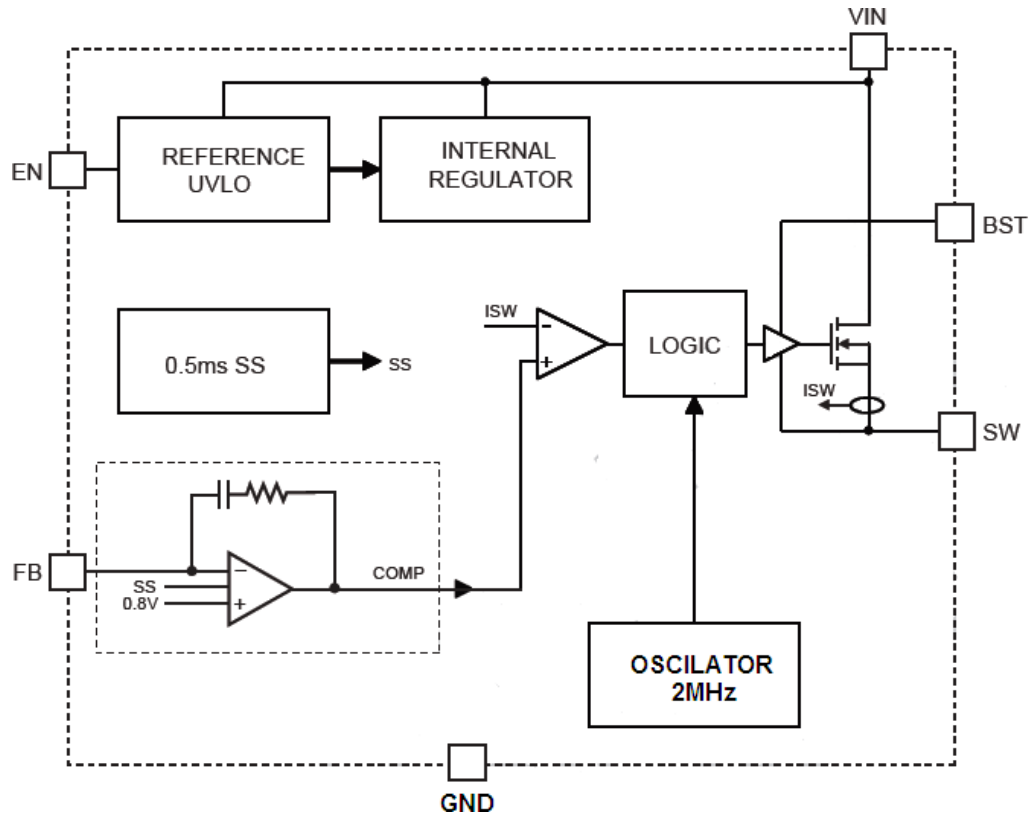 VIN
EN
REFERENCE
UVLO
INTERNAL
REGULATOR
BST
ISW
−
+
LOGIC
0.5ms SS
SS
ISW
SW
FB
SS
0.8V
−
+
COMP
OSCILATOR
2MHz
GND